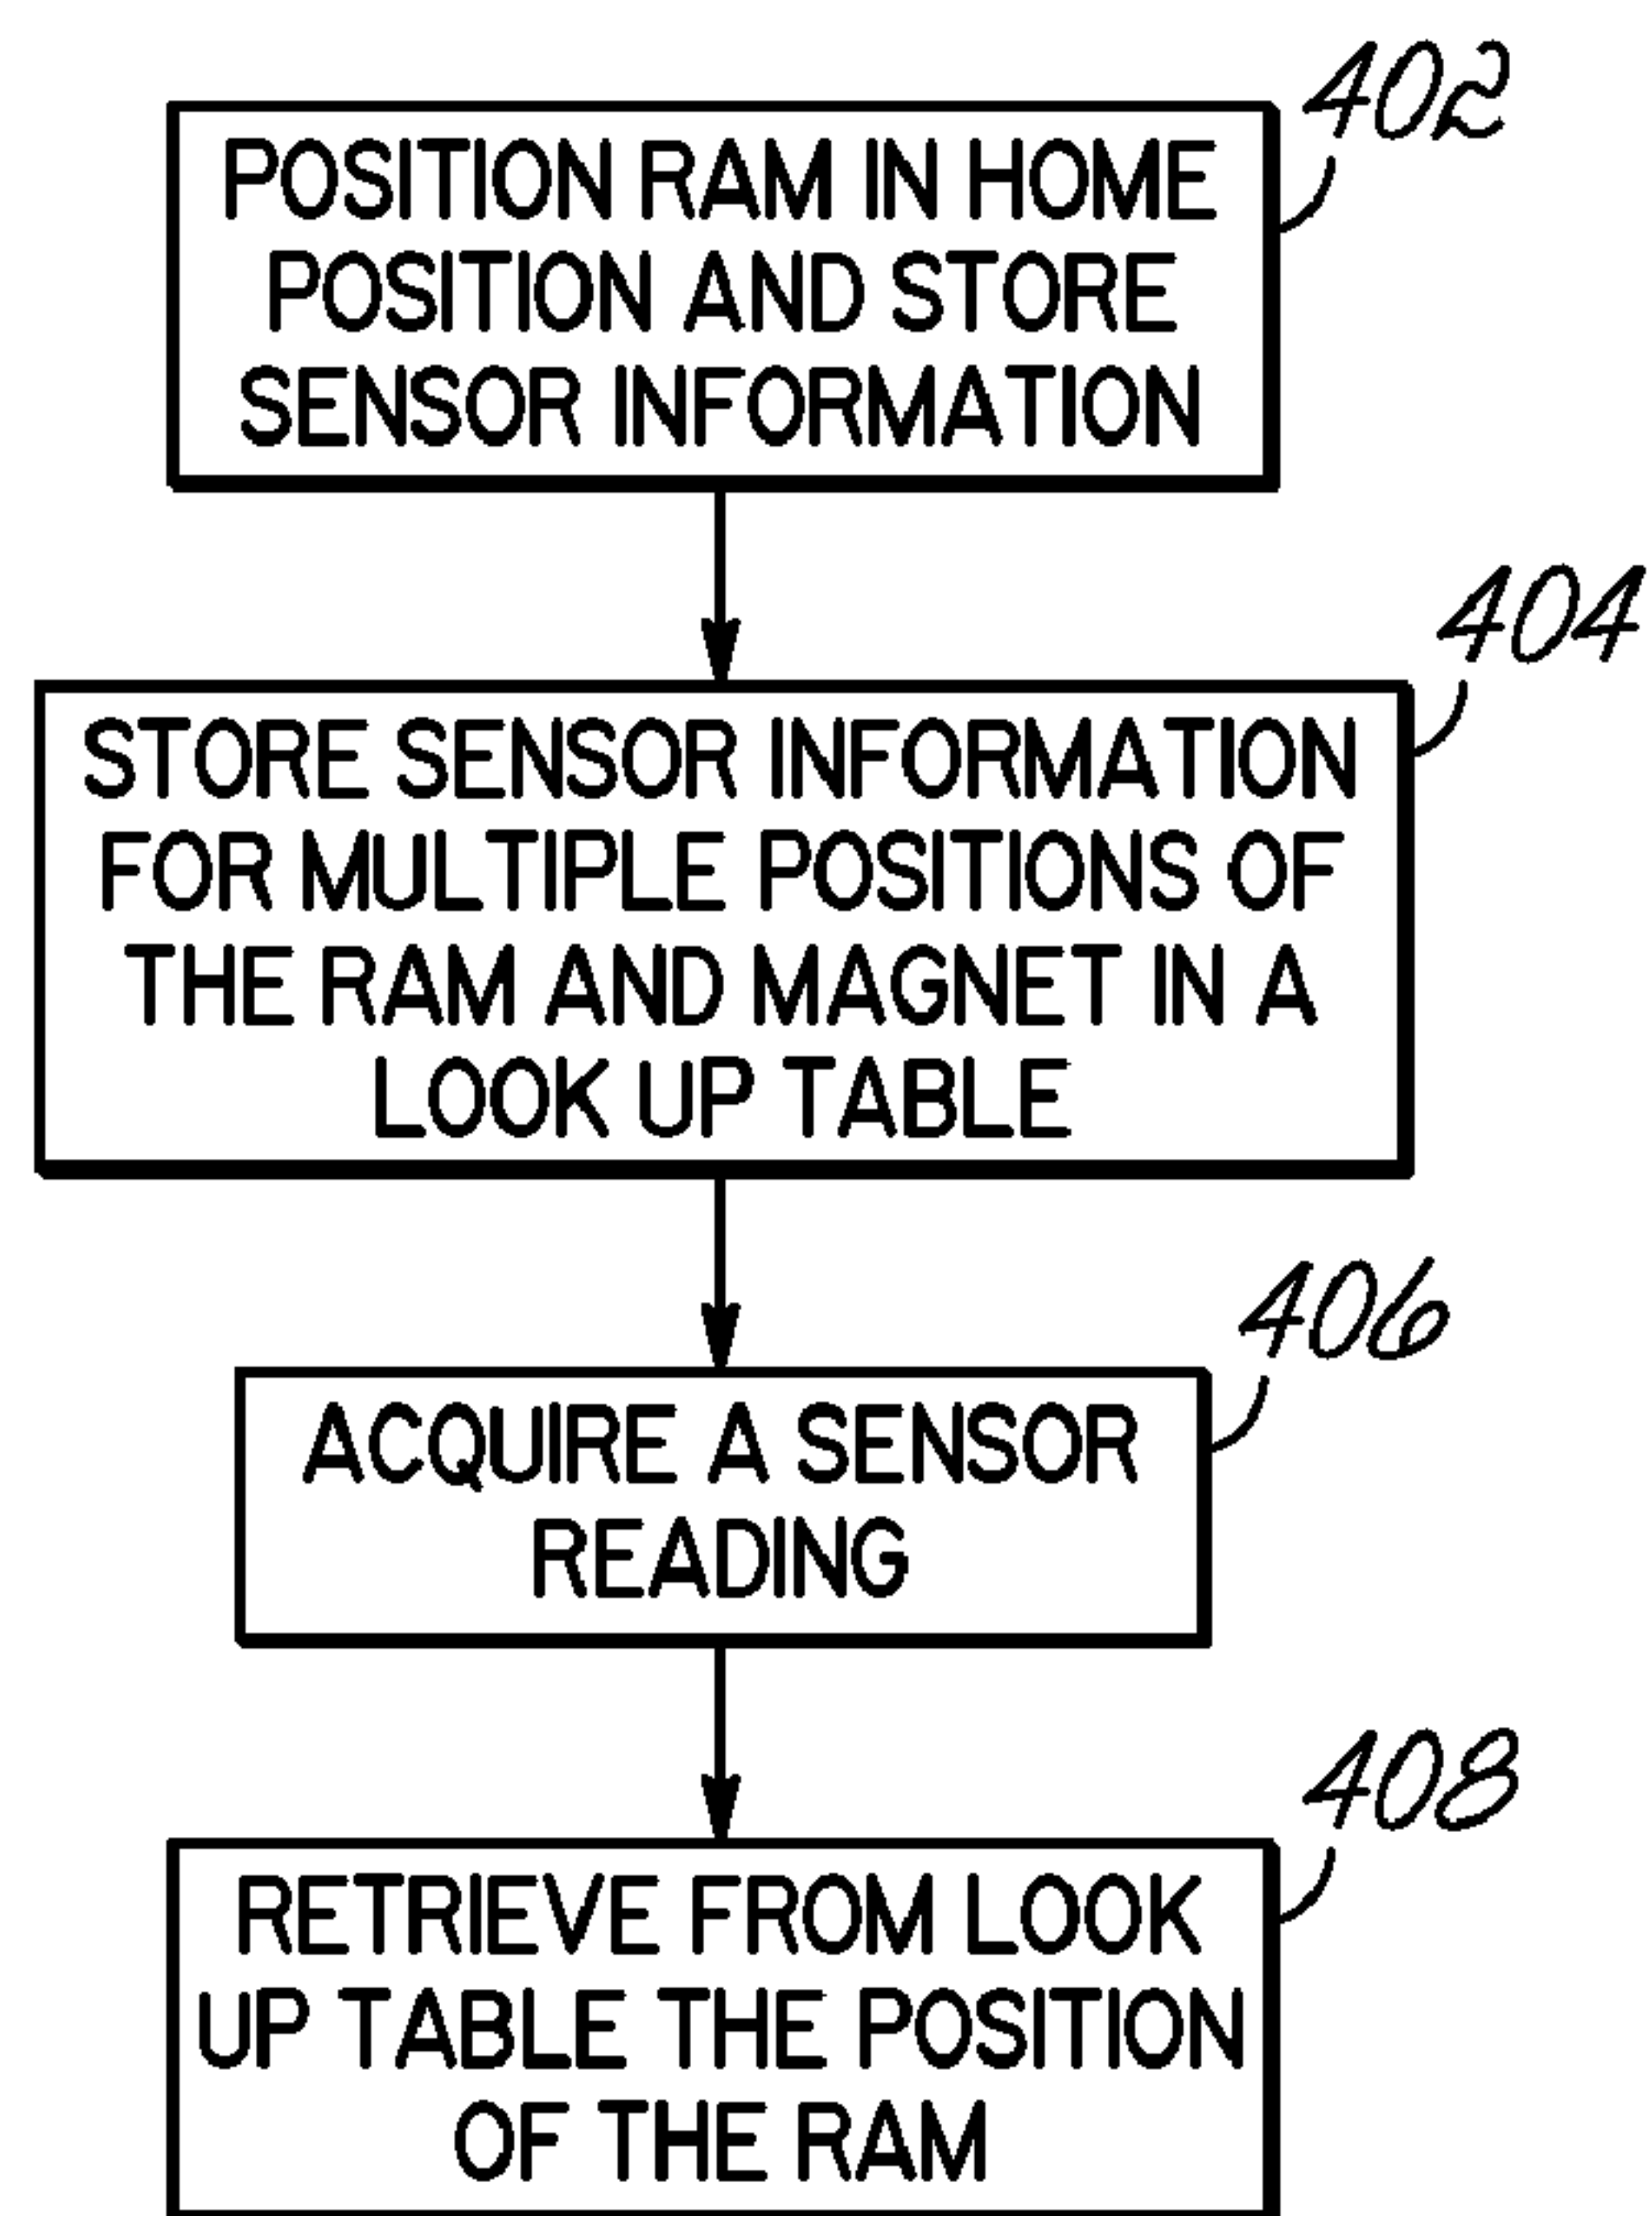 402
POSITION RAM IN HOME
POSITION AND STORE
SENSOR INFORMATION
404
STORE SENSOR INFORMATION
FOR MULTIPLE POSITIONS OF
THE RAM AND MAGNET IN A
LOOK UP TABLE
406
ACQUIRE A SENSOR
READING
408
RETRIEVE FROM LOOK
UP TABLE THE POSITION
OF THE RAM